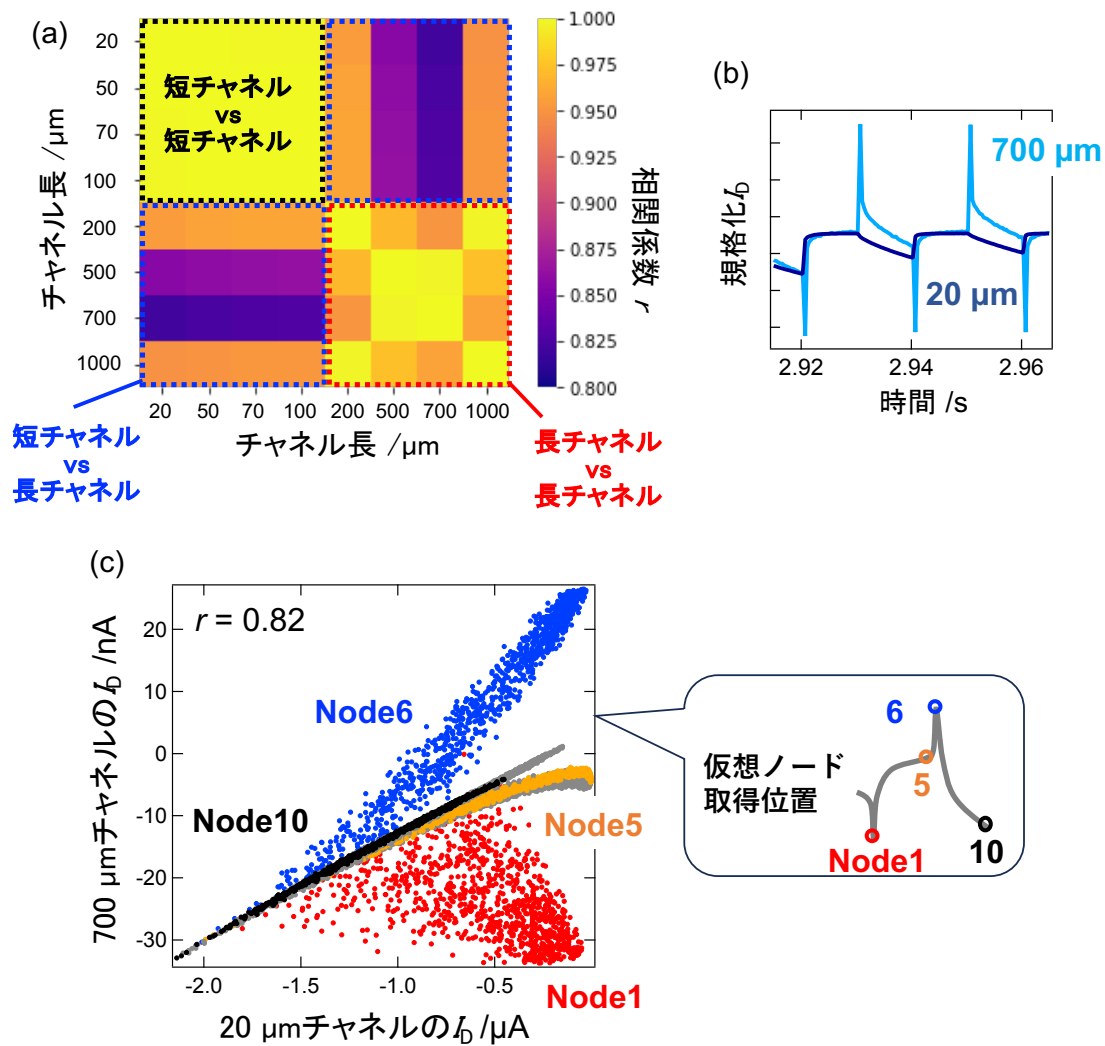 (a)
20
50
70
100
200
500
700
1000
チャネル長 /μm
短チャネル
vs
短チャネル
20
50
70
100
200
500
700
1000
チャネル長 /μm
1.000
0.975
0.950
0.925
0.900
0.875
0.850
0.825
0.800
相関係数 r
短チャネル
vs
長チャネル
長チャネル
vs
長チャネル
(b)
規格化ID
700 μm
20 μm
2.92
2.94
2.96
時間 /s
(c)
700 μmチャネルのID /nA
20
10
0
-10
-20
-30
r = 0.82
Node6
Node10
Node5
Node1
-2.0
-1.5
-1.0
-0.5
20 μmチャネルのID /μA
仮想ノード
取得位置
6
5
Node1
10